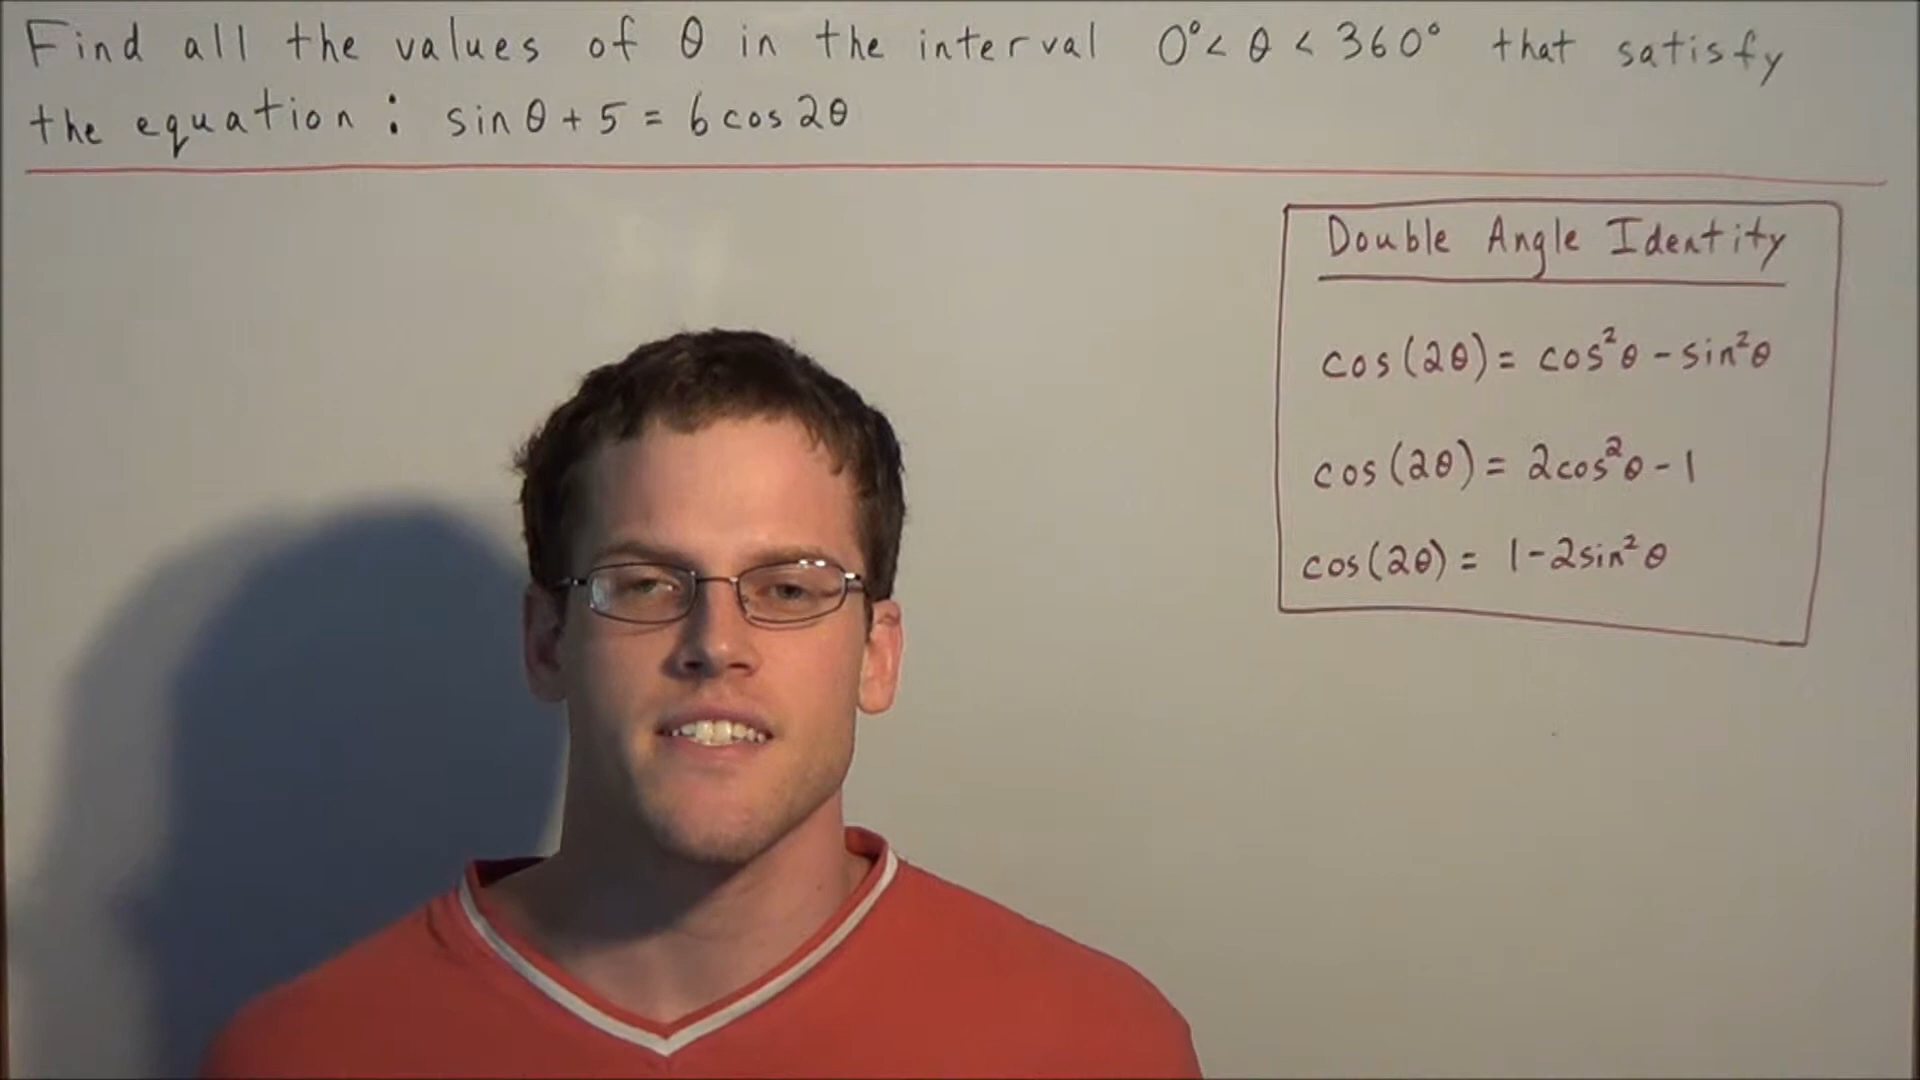 Find all the values of θ in the interval 0° < θ < 360° that satisfy
the equation : sin θ + 5 = 6 cos 2θ
Double Angle Identity
cos (2θ) = cos²θ - sin²θ
cos (2θ) = 2cos²θ - 1
cos (2θ) = 1 - 2sin²θ